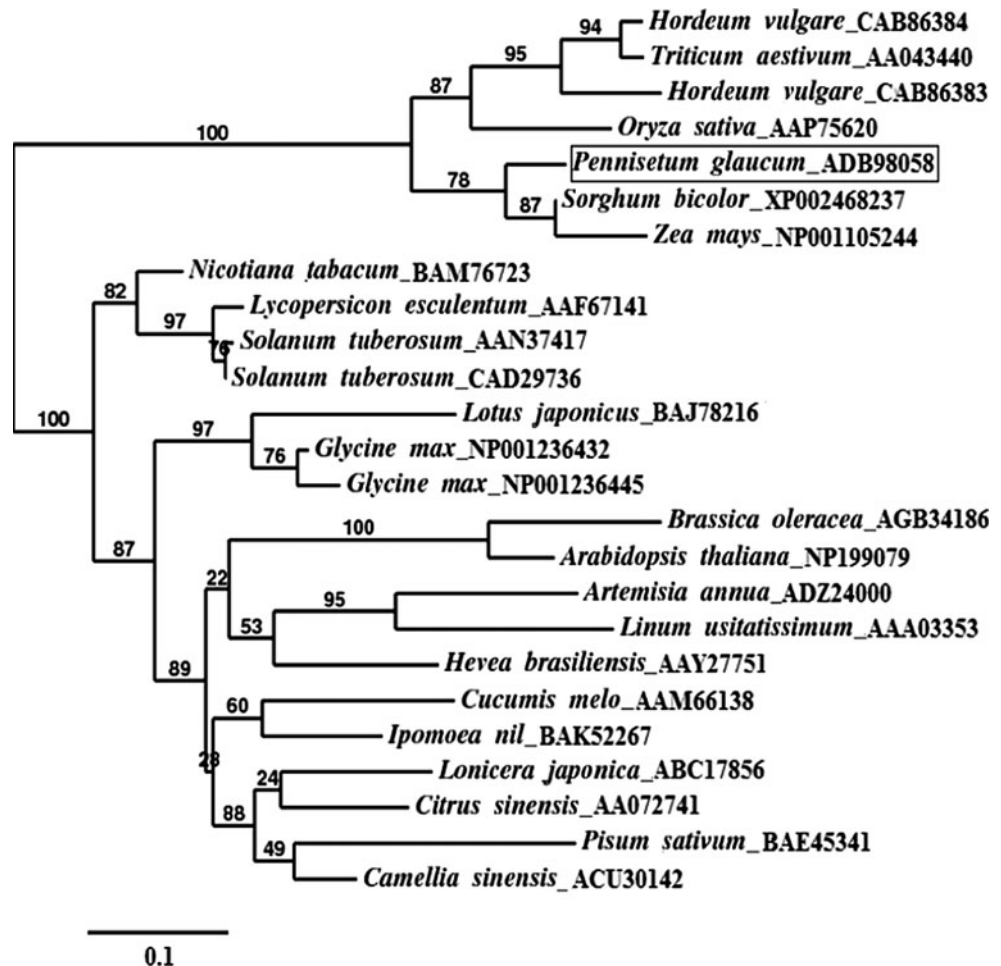 94 Hordeum vulgare_CAB86384
95 Triticum aestivum_AA043440
87 Hordeum vulgare_CAB86383
100 Oryza sativa_AAP75620
Pennisetum glaucum_ADB98058
78 Sorghum bicolor_XP002468237
87 Zea mays_NP001105244
Nicotiana tabacum_BAM76723
82 Lycopersicon esculentum_AAF67141
97 Solanum tuberosum_AAN37417
76 Solanum tuberosum_CAD29736
100 Lotus japonicus_BAJ78216
97 Glycine max_NP001236432
76 Glycine max_NP001236445
Brassica oleracea_AGB34186
100 Arabidopsis thaliana_NP199079
87 Artemisia annua_ADZ24000
22 95 Linum usitatissimum_AAA03353
53 Hevea brasiliensis_AAY27751
89 Cucumis melo_AAM66138
60 Ipomoea nil_BAK52267
Lonicera japonica_ABC17856
24 Citrus sinensis_AA072741
88 Pisum sativum_BAE45341
49 Camellia sinensis_ACU30142
0.1